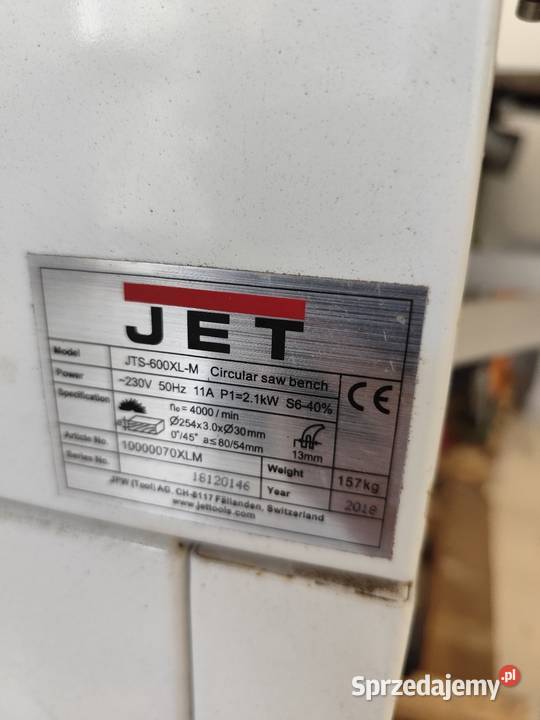 JET
Model JTS-600XL-M Circular saw bench
Power ~230V 50Hz 11A P1=2.1kW S6-40%
Specification
n₀ = 4000 / min
Ø254x3.0xØ30mm
0°/45° a≤80/54mm
13mm
CE
Article No. 10000070XLM
Series No. 18120146
Weight 157kg
Year 2018
JPW (Tool) AG, CH-8117 Fällanden, Switzerland
www.jettools.com
Sprzedajemy.pl